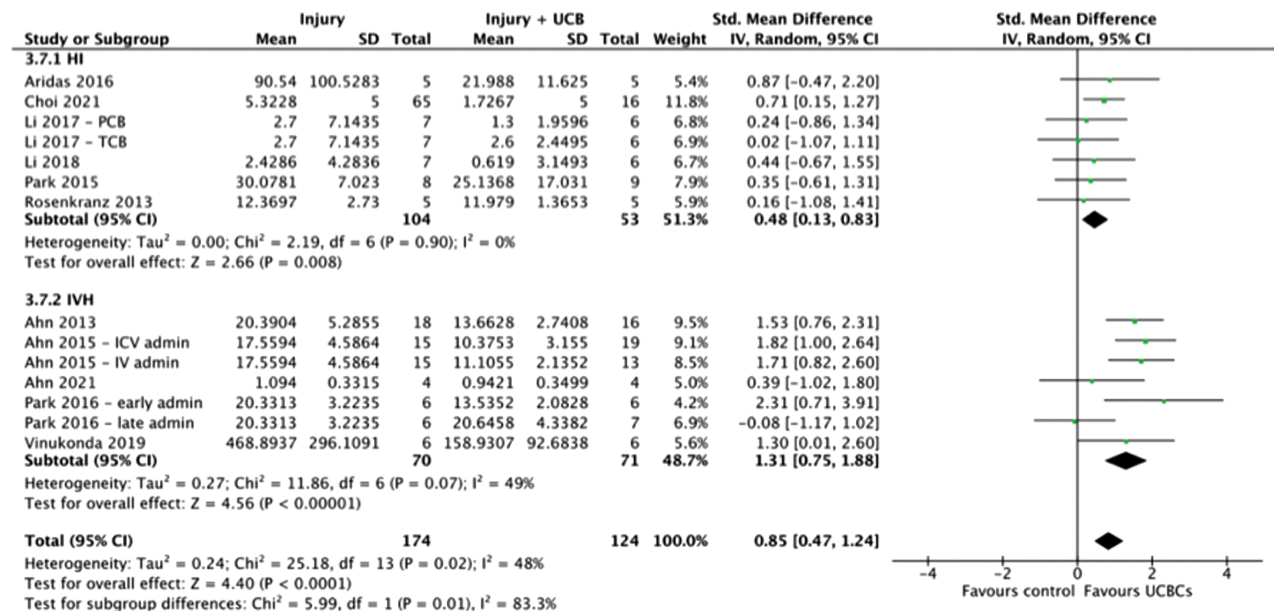 Injury Injury + UCB Std. Mean Difference Std. Mean Difference
Study or Subgroup Mean SD Total Mean SD Total Weight IV, Random, 95% CI IV, Random, 95% CI
3.7.1 HI
Aridas 2016 90.54 100.5283 5 21.988 11.625 5 5.4% 0.87 [-0.47, 2.20]
Choi 2021 5.3228 5 65 1.7267 5 16 11.8% 0.71 [0.15, 1.27]
Li 2017 - PCB 2.7 7.1435 7 1.3 1.9596 6 6.8% 0.24 [-0.86, 1.34]
Li 2017 - TCB 2.7 7.1435 7 2.6 2.4495 6 6.9% 0.02 [-1.07, 1.11]
Li 2018 2.4286 4.2836 7 0.619 3.1493 6 6.7% 0.44 [-0.67, 1.55]
Park 2015 30.0781 7.023 8 25.1368 17.031 9 7.9% 0.35 [-0.61, 1.31]
Rosenkranz 2013 12.3697 2.73 5 11.979 1.3653 5 5.9% 0.16 [-1.08, 1.41]
Subtotal (95% CI) 104 53 51.3% 0.48 [0.13, 0.83]
Heterogeneity: Tau² = 0.00; Chi² = 2.19, df = 6 (P = 0.90); I² = 0%
Test for overall effect: Z = 2.66 (P = 0.008)
3.7.2 IVH
Ahn 2013 20.3904 5.2855 18 13.6628 2.7408 16 9.5% 1.53 [0.76, 2.31]
Ahn 2015 - ICV admin 17.5594 4.5864 15 10.3753 3.155 19 9.1% 1.82 [1.00, 2.64]
Ahn 2015 - IV admin 17.5594 4.5864 15 11.1055 2.1352 13 8.5% 1.71 [0.82, 2.60]
Ahn 2021 1.094 0.3315 4 0.9421 0.3499 4 5.0% 0.39 [-1.02, 1.80]
Park 2016 - early admin 20.3313 3.2235 6 13.5352 2.0828 6 4.2% 2.31 [0.71, 3.91]
Park 2016 - late admin 20.3313 3.2235 6 20.6458 4.3382 7 6.9% -0.08 [-1.17, 1.02]
Vinukonda 2019 468.8937 296.1091 6 158.9307 92.6838 6 5.6% 1.30 [0.01, 2.60]
Subtotal (95% CI) 70 71 48.7% 1.31 [0.75, 1.88]
Heterogeneity: Tau² = 0.27; Chi² = 11.86, df = 6 (P = 0.07); I² = 49%
Test for overall effect: Z = 4.56 (P < 0.00001)
Total (95% CI) 174 124 100.0% 0.85 [0.47, 1.24]
Heterogeneity: Tau² = 0.24; Chi² = 25.18, df = 13 (P = 0.02); I² = 48%
Test for overall effect: Z = 4.40 (P < 0.0001)
Test for subgroup differences: Chi² = 5.99, df = 1 (P = 0.01), I² = 83.3%
-4 -2 0 2 4
Favours control Favours UCBCs